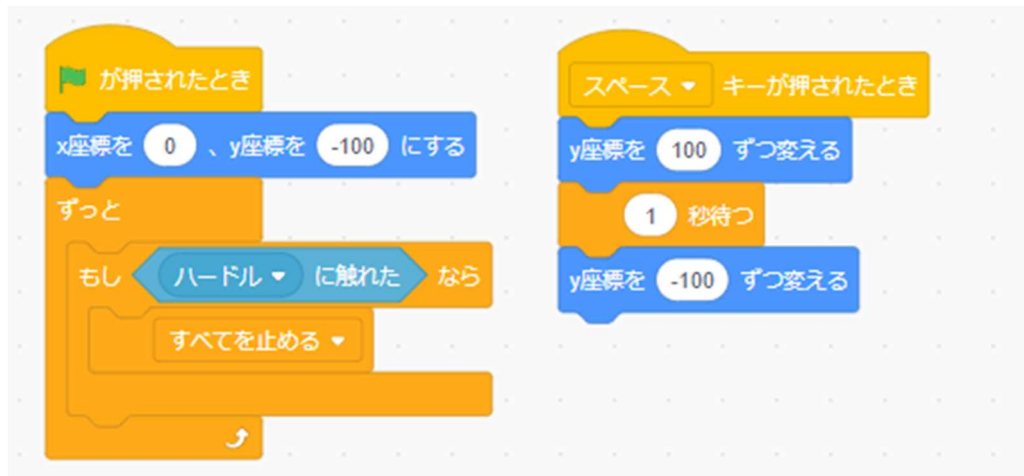 が押されたとき
x座標を 0 、y座標を -100 にする
ずっと
もし ハードル に触れた なら
すべてを止める
スペース キーが押されたとき
y座標を 100 ずつ変える
1 秒待つ
y座標を -100 ずつ変える